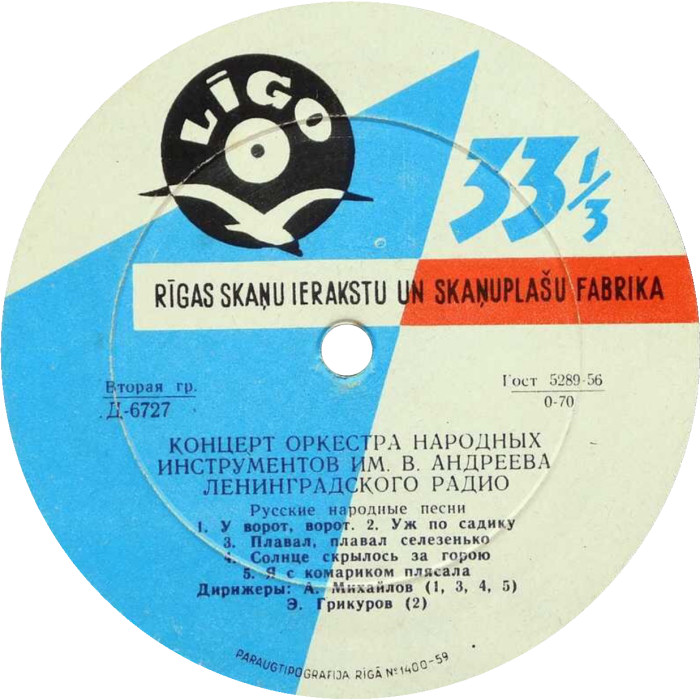 LĪGO
33 1/3
RĪGAS SKAŅU IERAKSTU UN SKAŅUPLAŠU FABRIKA
Вторая гр.
Д-6727
Гост 5289-56
0-70
КОНЦЕРТ ОРКЕСТРА НАРОДНЫХ
ИНСТРУМЕНТОВ ИМ. В. АНДРЕЕВА
ЛЕНИНГРАДСКОГО РАДИО
Русские народные песни
1. У ворот, ворот. 2. Уж по садику
3. Плавал, плавал селезенько
4. Солнце скрылось за горою
5. Я с комариком плясала
Дирижеры: А. Михайлов (1, 3, 4, 5)
Э. Грикуров (2)
PARAUGTIPOGRAFIJA RĪGĀ Nº 1400-59